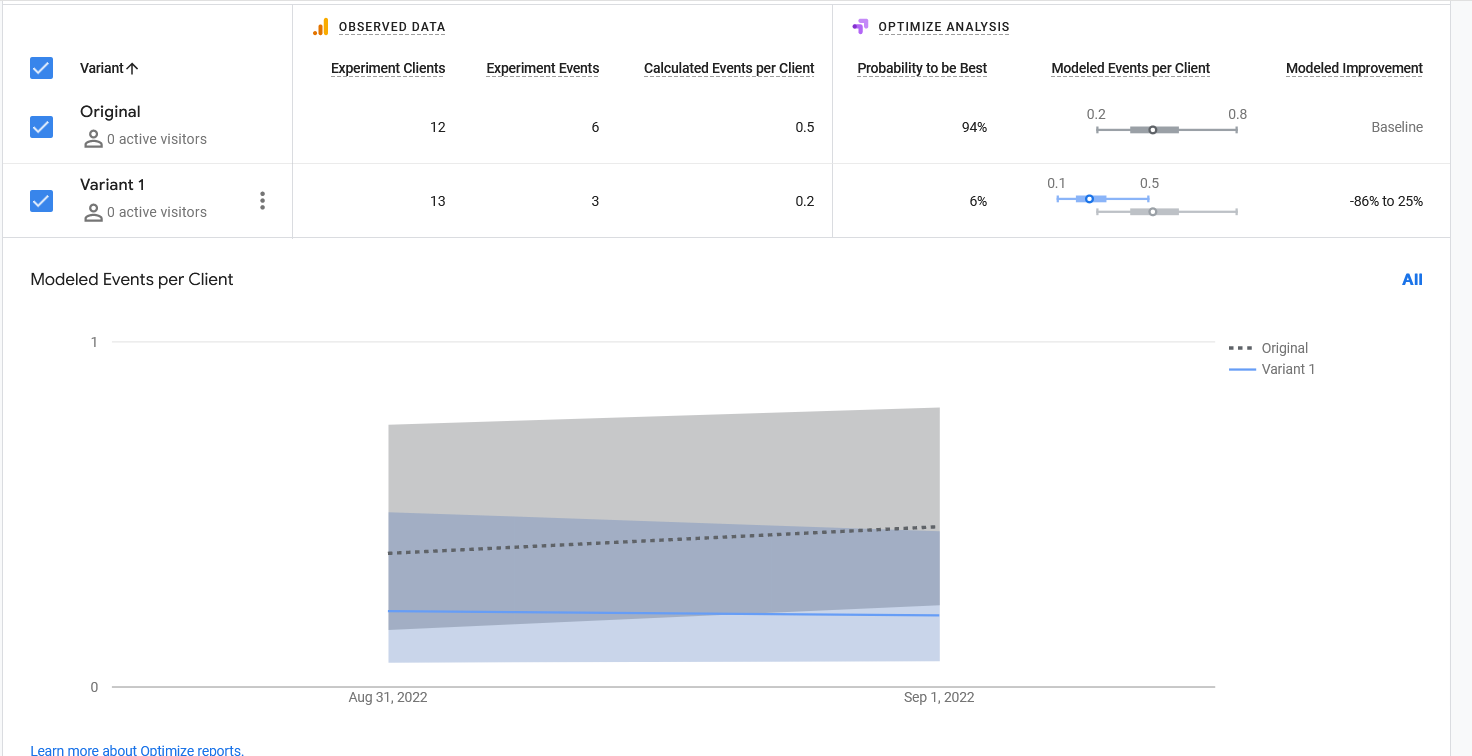 OBSERVED DATA
OPTIMIZE ANALYSIS
Variant
Experiment Clients
Experiment Events
Calculated Events per Client
Probability to be Best
Modeled Events per Client
Modeled Improvement
Original
0 active visitors
12
6
0.5
94%
0.2
0.8
Baseline
Variant 1
0 active visitors
13
3
0.2
6%
0.1
0.5
-86% to 25%
Modeled Events per Client
All
1
Original
Variant 1
0
Aug 31, 2022
Sep 1, 2022
Learn more about Optimize reports.